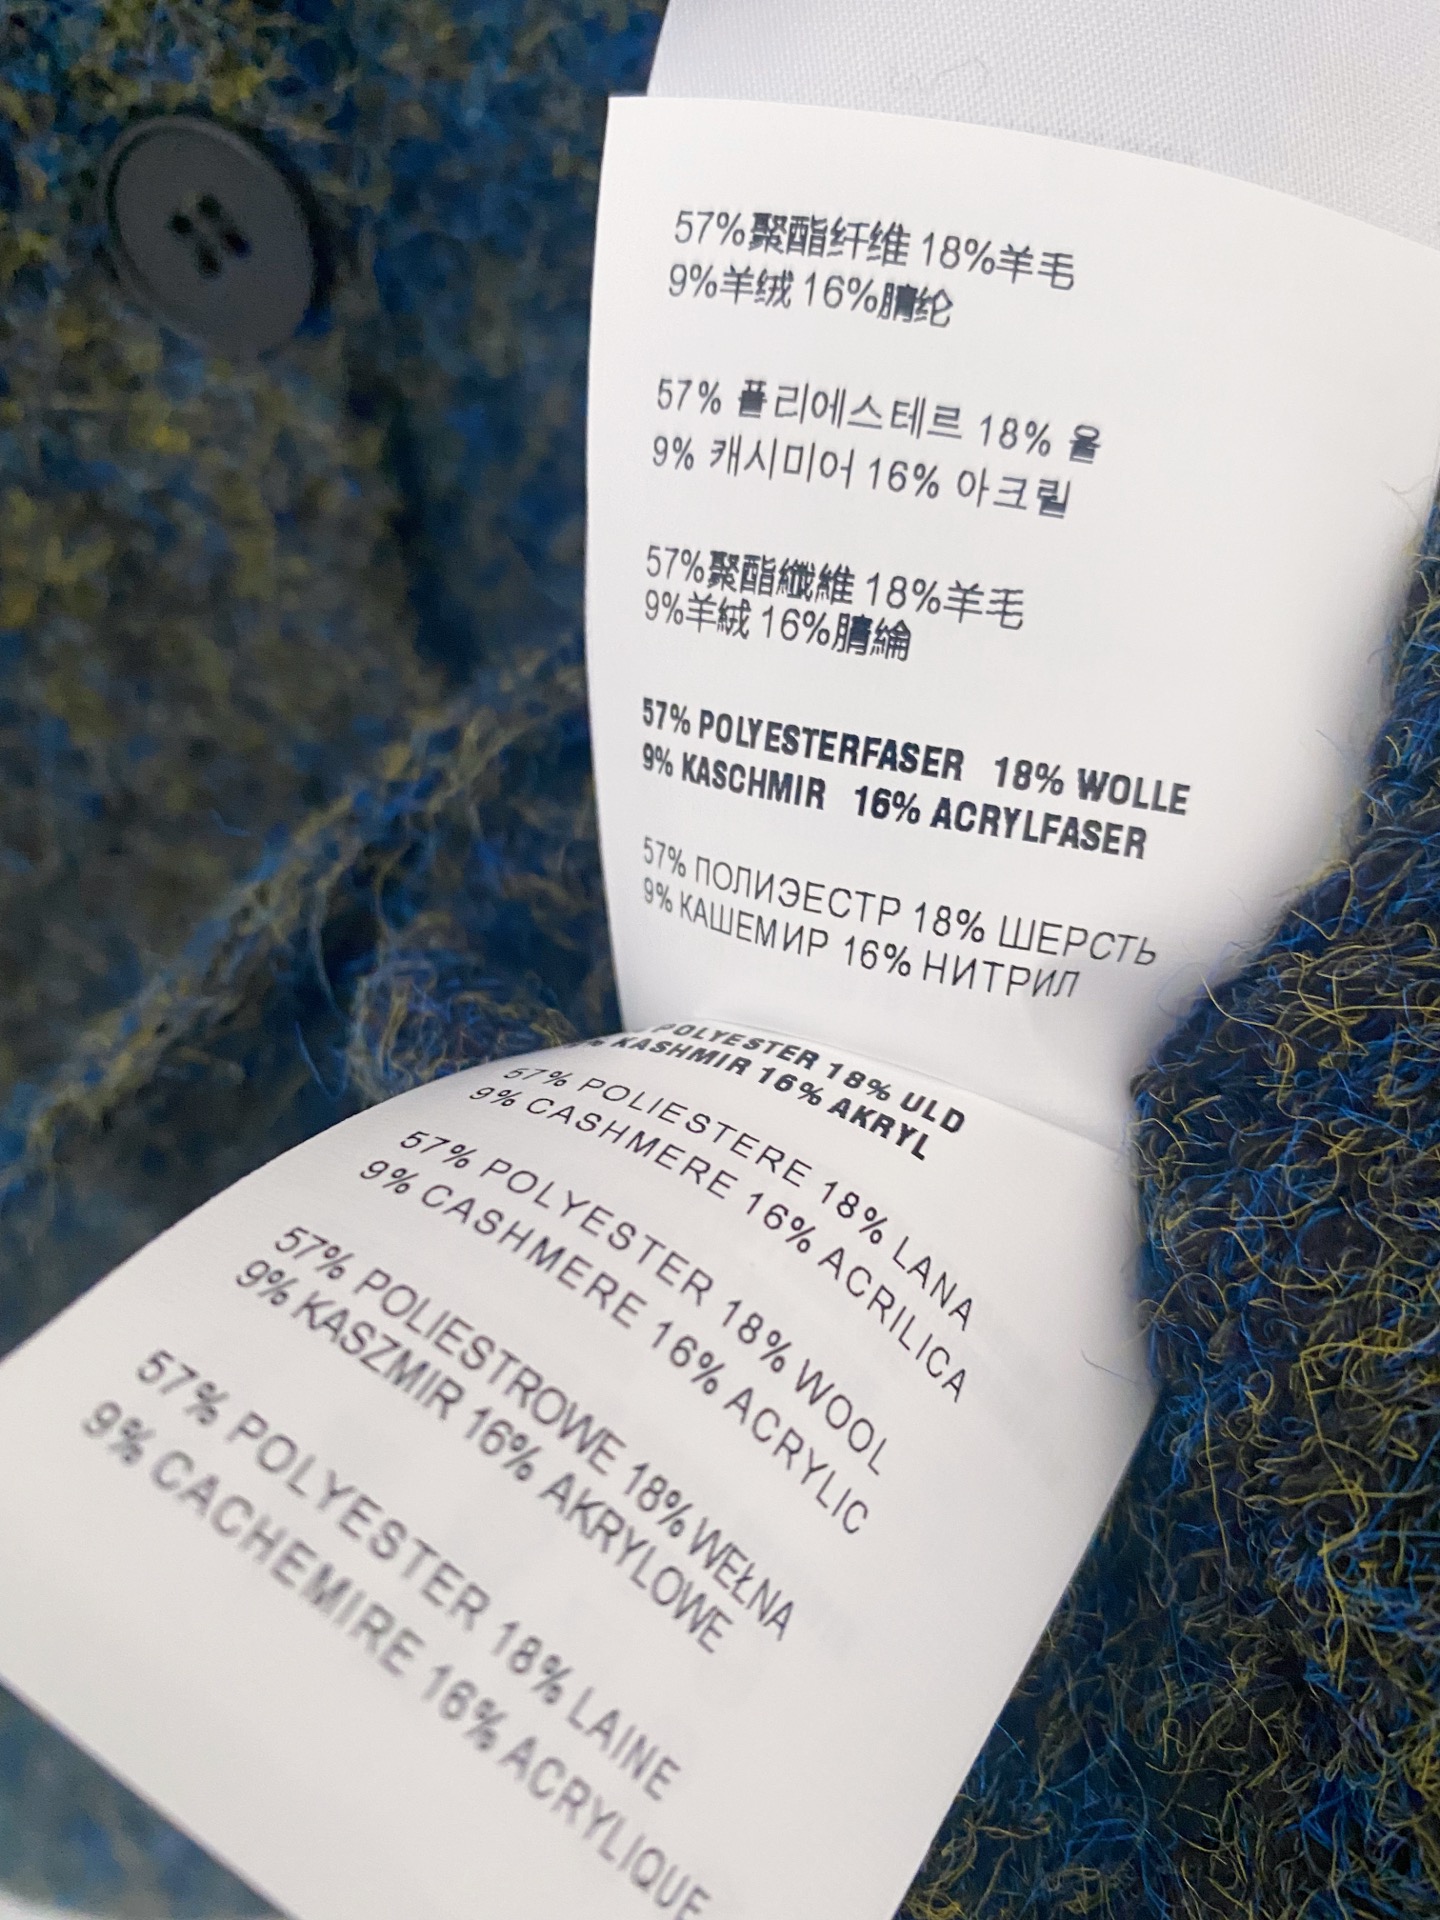 57%聚酯纤维 18%羊毛
9%羊绒 16%腈纶
57% 폴리에스테르 18% 울
9% 캐시미어 16% 아크릴
57%聚酯纖維 18%羊毛
9%羊絨 16%腈綸
57% POLYESTERFASER 18% WOLLE
9% KASCHMIR 16% ACRYLFASER
57% ПОЛИЭЕСТР 18% ШЕРСТЬ
9% КАШЕМИР 16% НИТРИЛ
POLYESTER 18% ULD
% KASHMIR 16% AKRYL
57% POLIESTERE 18% LANA
9% CASHMERE 16% ACRILICA
57% POLYESTER 18% WOOL
9% CASHMERE 16% ACRYLIC
57% POLIESTROWE 18% WEŁNA
9% KASZMIR 16% AKRYLOWE
57% POLYESTER 18% LAINE
9% CACHEMIRE 16% ACRYLIQUE